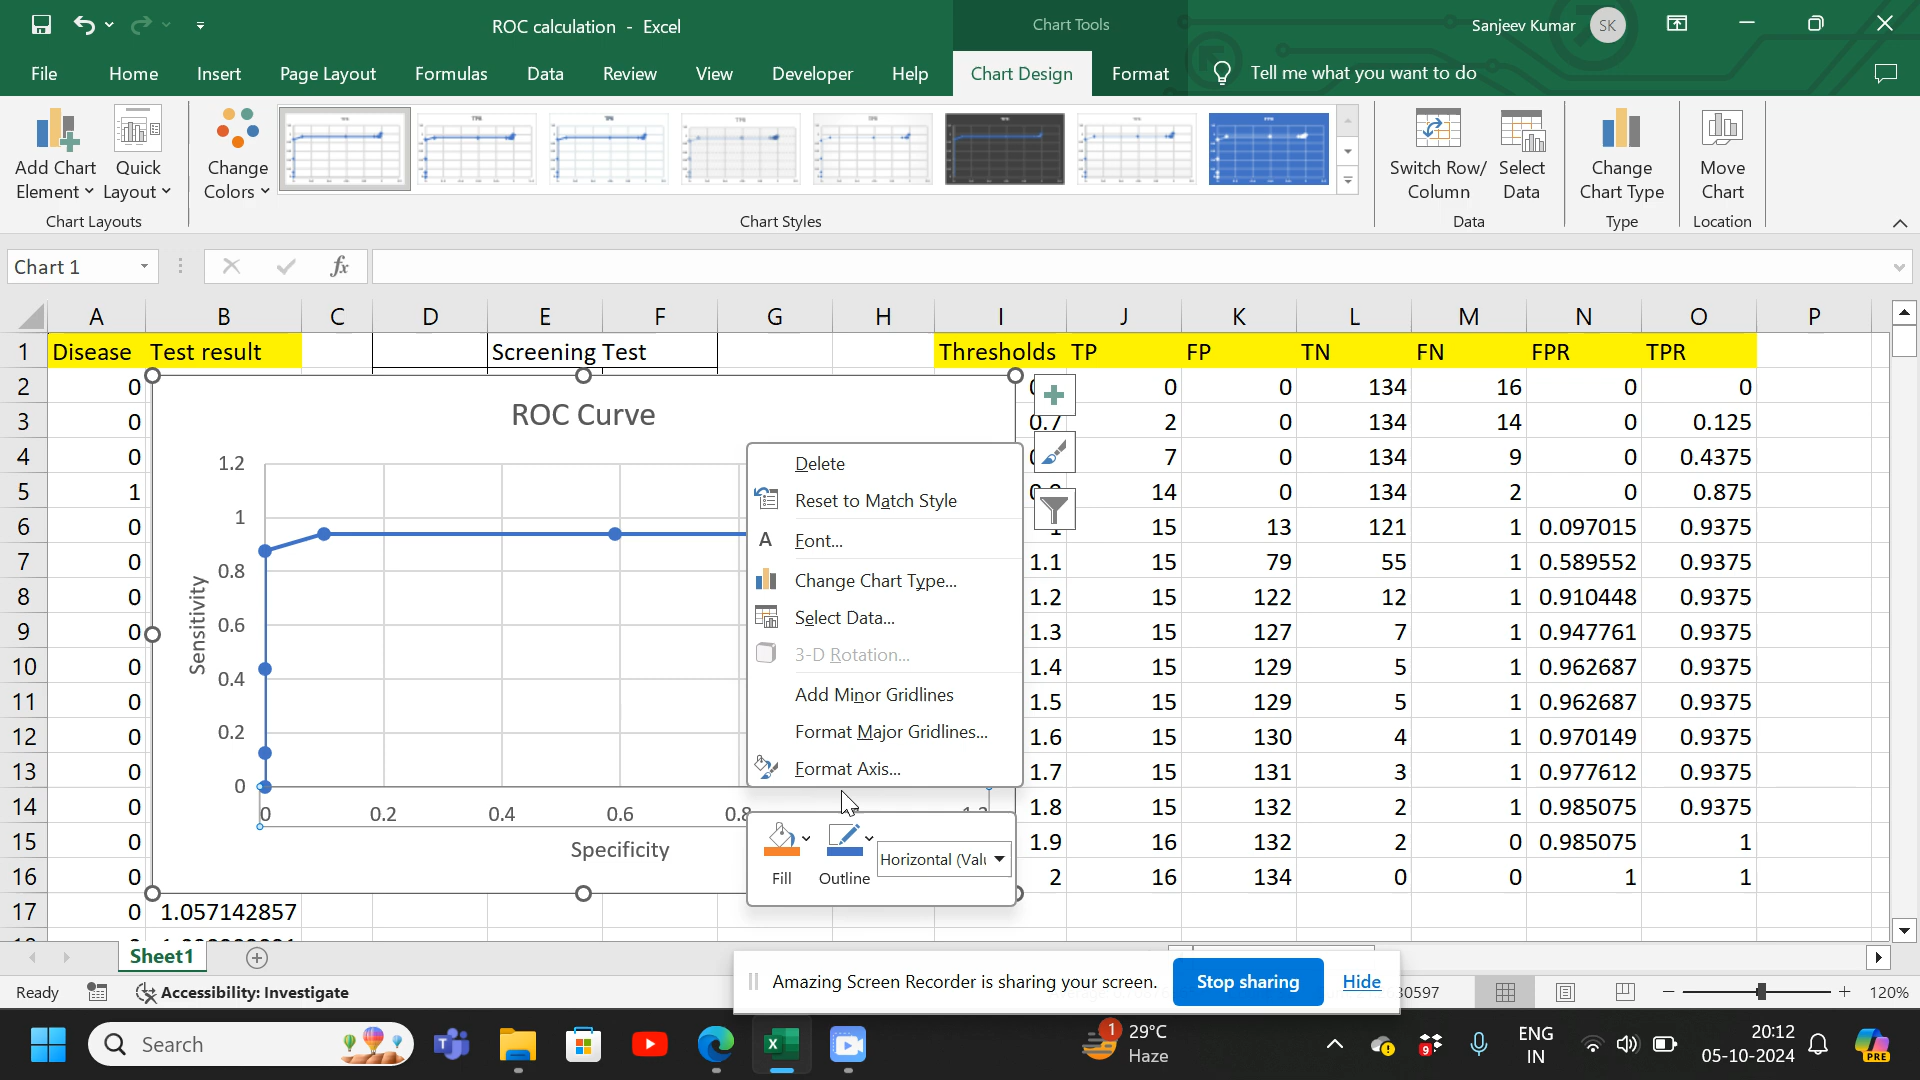 ROC calculation - Excel
Chart Tools
Sanjeev Kumar SK
File Home Insert Page Layout Formulas Data Review View Developer Help Chart Design Format Tell me what you want to do
Add Chart Element Quick Layout Change Colors Switch Row/ Column Select Data Change Chart Type Move Chart
Chart Layouts Chart Styles Data Type Location
Chart 1 fx
A B C D E F G H I J K L M N O P
1 Disease Test result Screening Test Thresholds TP FP TN FN FPR TPR
2 0 0 0 134 16 0 0
3 0 0.7 2 0 134 14 0 0.125
4 0 7 0 134 9 0 0.4375
5 1 14 0 134 2 0 0.875
6 0 1 15 13 121 1 0.097015 0.9375
7 0 1.1 15 79 55 1 0.589552 0.9375
8 0 1.2 15 122 12 1 0.910448 0.9375
9 0 1.3 15 127 7 1 0.947761 0.9375
10 0 1.4 15 129 5 1 0.962687 0.9375
11 0 1.5 15 129 5 1 0.962687 0.9375
12 0 1.6 15 130 4 1 0.970149 0.9375
13 0 1.7 15 131 3 1 0.977612 0.9375
14 0 1.8 15 132 2 1 0.985075 0.9375
15 0 1.9 16 132 2 0 0.985075 1
16 0 2 16 134 0 0 1 1
17 0 1.057142857
ROC Curve
1.2
1
0.8
0.6
0.4
0.2
0
Sensitivity
0 0.2 0.4 0.6 0.8
Specificity
Delete
Reset to Match Style
Font...
Change Chart Type...
Select Data...
3-D Rotation...
Add Minor Gridlines
Format Major Gridlines...
Format Axis...
Horizontal (Valu
Fill Outline
Sheet1
Amazing Screen Recorder is sharing your screen. Stop sharing Hide
Ready Accessibility: Investigate 30597 120%
Search
1 29°C
Haze
9
ENG
IN
20:12
05-10-2024
PRE